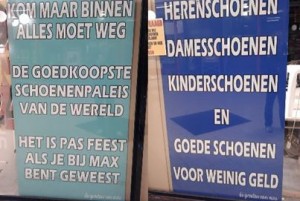 KOM MAAR BINNEN
ALLES MOET WEG
DE GOEDKOOPSTE
SCHOENENPALEIS
VAN DE WERELD
HET IS PAS FEEST
ALS JE BIJ MAX
BENT GEWEEST
HERENSCHOENEN
DAMESSCHOENEN
KINDERSCHOENEN
EN
GOEDE SCHOENEN
VOOR WEINIG GELD